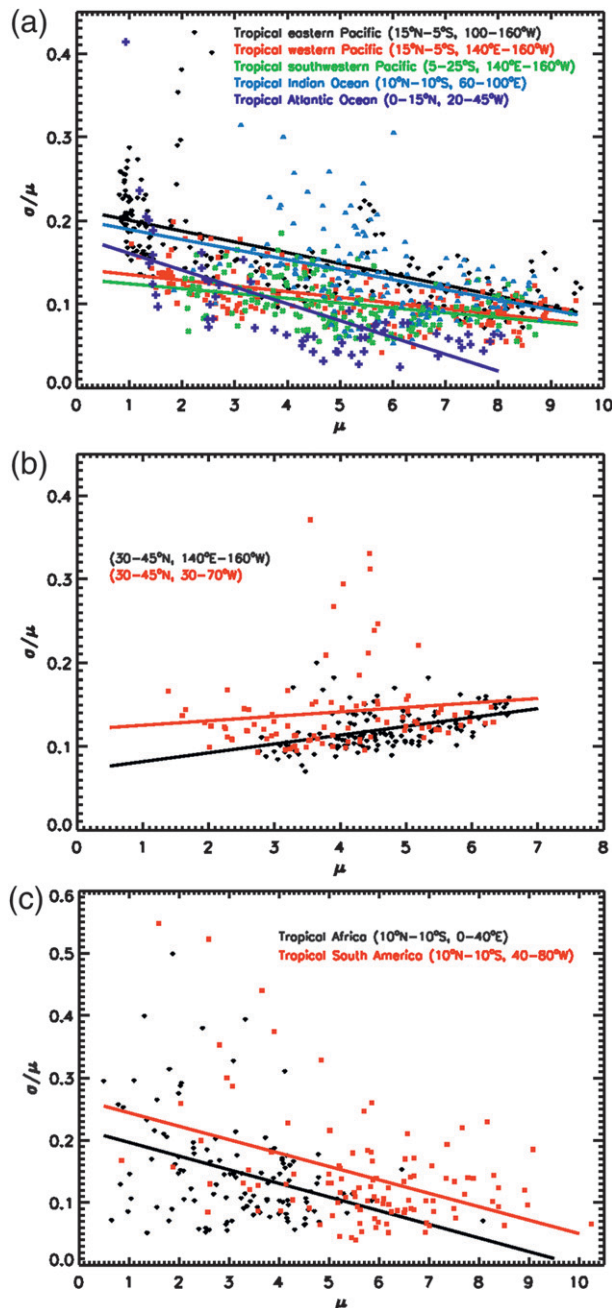 (a)
Tropical eastern Pacific (15°N-5°S, 100-160°W)
Tropical western Pacific (15°N-5°S, 140°E-160°W)
Tropical southwestern Pacific (5-25°S, 140°E-160°W)
Tropical Indian Ocean (10°N-10°S, 60-100°E)
Tropical Atlantic Ocean (0-15°N, 20-45°W)
0.4
0.3
σ/μ
0.2
0.1
0.0
0 1 2 3 4 5 6 7 8 9 10
μ
(b)
0.4
(30-45°N, 140°E-160°W)
(30-45°N, 30-70°W)
0.3
σ/μ
0.2
0.1
0.0
0 1 2 3 4 5 6 7 8
μ
(c)
0.6
Tropical Africa (10°N-10°S, 0-40°E)
Tropical South America (10°N-10°S, 40-80°W)
0.5
0.4
σ/μ
0.3
0.2
0.1
0.0
0 1 2 3 4 5 6 7 8 9 10
μ